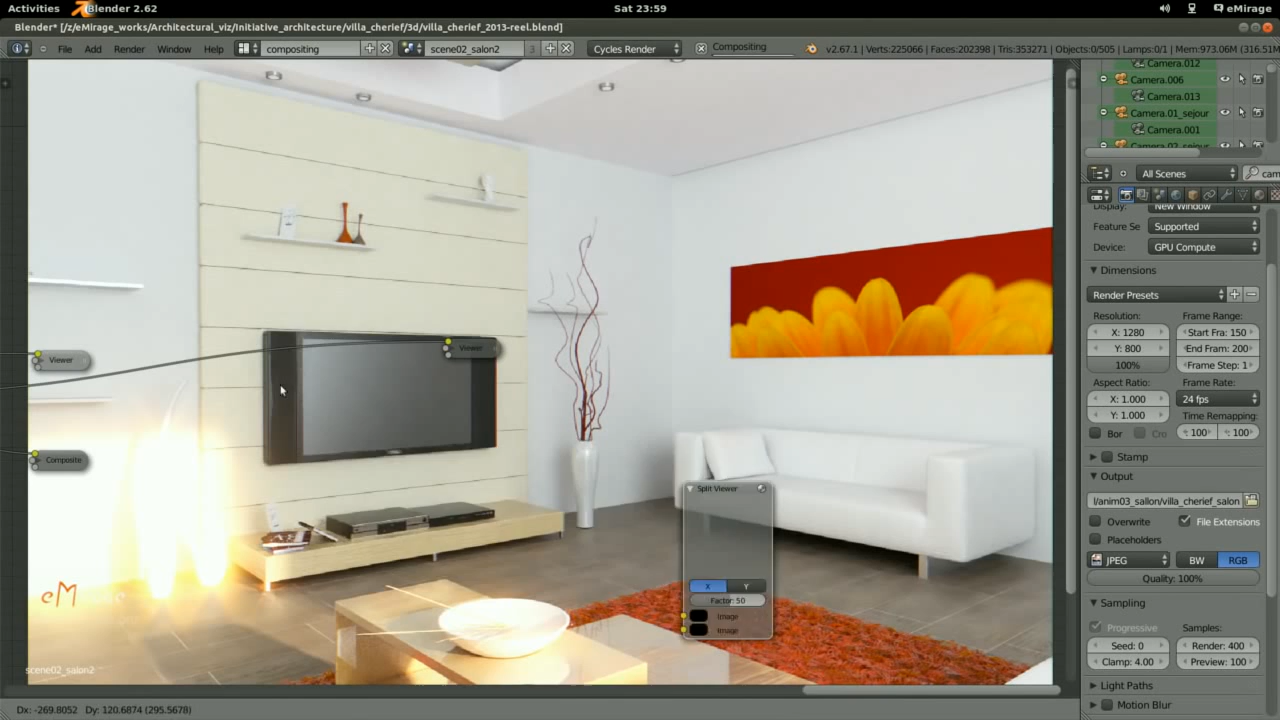 Activities Blender 2.62 Sat 23:59 eMirage
Blender* [/z/eMirage_works/Architectural_viz/Initiative_architecture/villa_cherief/3d/villa_cherief_2013-reel.blend]
File Add Render Window Help compositing scene02_salon2 3 Cycles Render Compositing v2.67.1 | Verts:225066 | Faces:202398 | Tris:353271 | Objects:0/505 | Lamps:0/1 | Mem:973.06M (316.51M
Camera.012
Camera.006
Camera.013
Camera.01_sejour
Camera.001
Camera.02_sejour
All Scenes cam
Display: New Window
Feature Se Supported
Device: GPU Compute
Dimensions
Render Presets
Resolution: Frame Range:
X: 1280 Start Fra: 150
Y: 800 End Fram: 200
100% Frame Step: 1
Aspect Ratio: Frame Rate:
X: 1.000 24 fps
Y: 1.000 Time Remapping:
Bor Cro 100 100
Stamp
Output
l/anim03_sallon/villa_cherief_salon
Overwrite File Extensions
Placeholders
JPEG BW RGB
Quality: 100%
Sampling
Progressive Samples:
Seed: 0 Render: 400
Clamp: 4.00 Preview: 100
Light Paths
Motion Blur
Viewer
Viewer
Composite
Split Viewer
X Y
Factor: 50
Image
Image
eM
scene02_salon2
Dx: -269.8052 Dy: 120.6874 (295.5678)